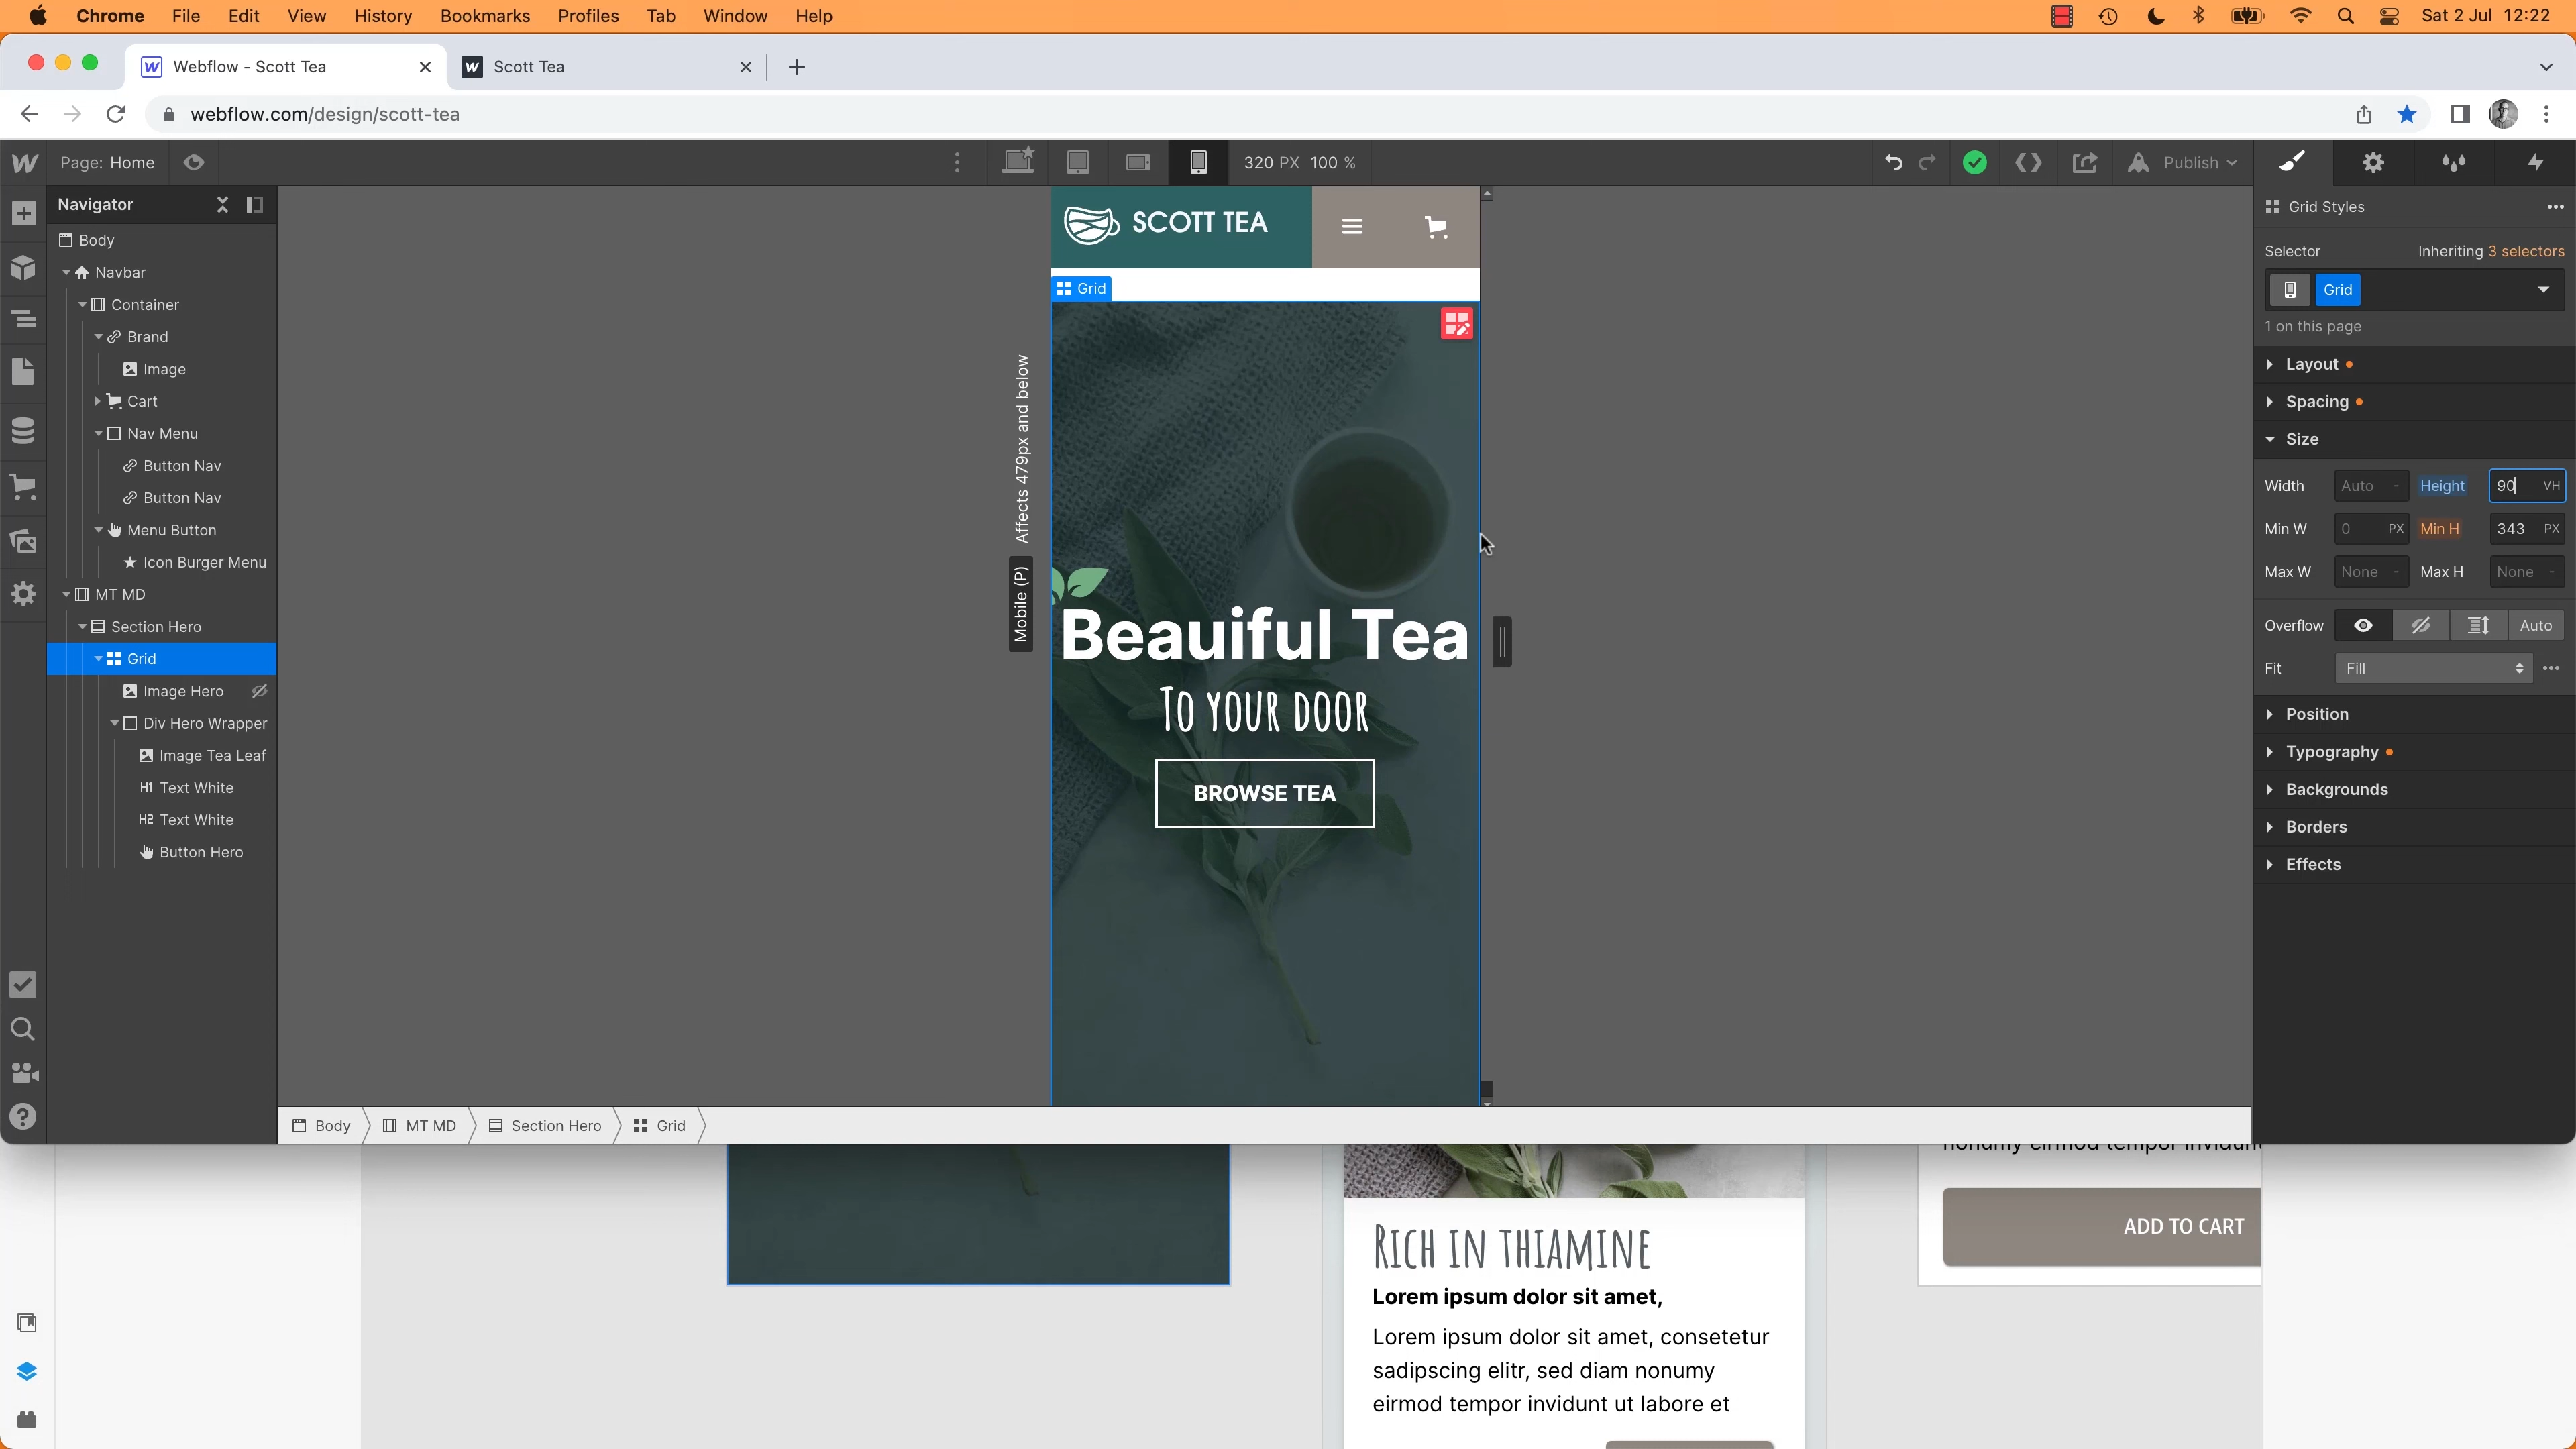 Chrome File Edit View History Bookmarks Profiles Tab Window Help
Sat 2 Jul 12:22
Webflow - Scott Tea
Scott Tea
webflow.com/design/scott-tea
Page: Home
320 PX 100 %
Publish
Navigator
Body
Navbar
Container
Brand
Image
Cart
Nav Menu
Button Nav
Button Nav
Menu Button
Icon Burger Menu
MT MD
Section Hero
Grid
Image Hero
Div Hero Wrapper
Image Tea Leaf
H1 Text White
H2 Text White
Button Hero
Affects 479px and below
Mobile (P)
SCOTT TEA
Grid
Beauiful Tea
To your door
BROWSE TEA
Body MT MD Section Hero Grid
Grid Styles
Selector Inheriting 3 selectors
Grid
1 on this page
Layout
Spacing
Size
Width Auto - Height 90 VH
Min W 0 PX Min H 343 PX
Max W None - Max H None -
Overflow Auto
Fit Fill
Position
Typography
Backgrounds
Borders
Effects
nonumy eirmod tempor invidunt
ADD TO CART
Rich in thiamine
Lorem ipsum dolor sit amet,
Lorem ipsum dolor sit amet, consetetur
sadipscing elitr, sed diam nonumy
eirmod tempor invidunt ut labore et